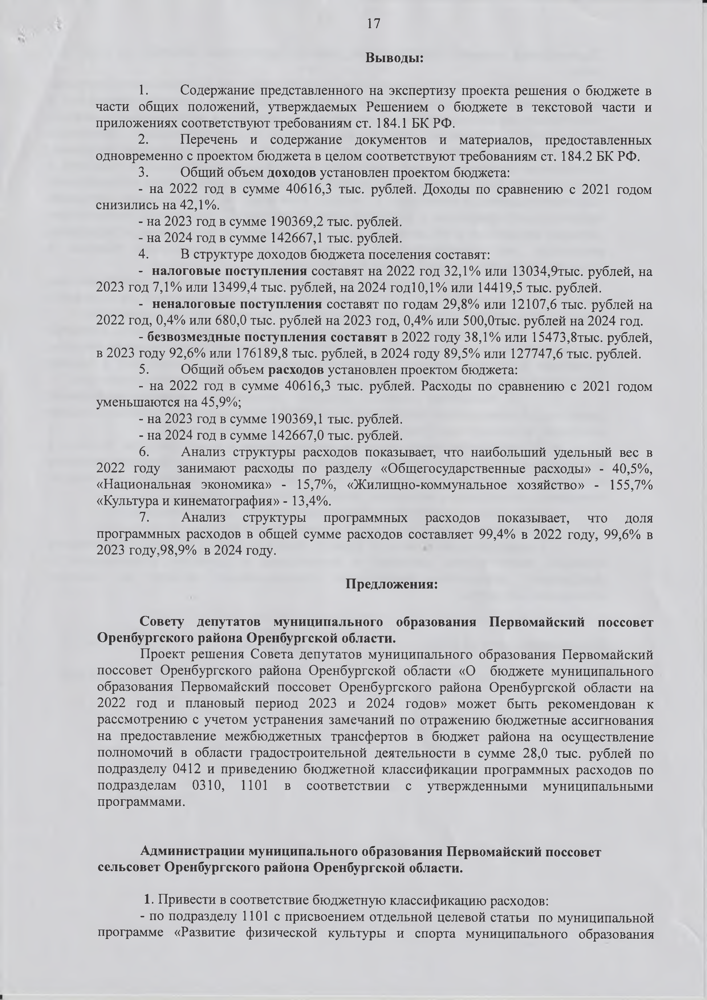 17
Выводы:
1. Содержание представленного на экспертизу проекта решения о бюджете в
части общих положений, утверждаемых Решением о бюджете в текстовой части и
приложениях соответствуют требованиям ст. 184.1 БК РФ.
2. Перечень и содержание документов и материалов, предоставленных
одновременно с проектом бюджета в целом соответствуют требованиям ст. 184.2 БК РФ.
3. Общий объем доходов установлен проектом бюджета:
- на 2022 год в сумме 40616,3 тыс. рублей. Доходы по сравнению с 2021 годом
снизились на 42,1%.
- на 2023 год в сумме 190369,2 тыс. рублей.
- на 2024 год в сумме 142667,1 тыс. рублей.
4. В структуре доходов бюджета поселения составят:
- налоговые поступления составят на 2022 год 32,1% или 13034,9тыс. рублей, на
2023 год 7,1% или 13499,4 тыс. рублей, на 2024 год10,1% или 14419,5 тыс. рублей.
- неналоговые поступления составят по годам 29,8% или 12107,6 тыс. рублей на
2022 год, 0,4% или 680,0 тыс. рублей на 2023 год, 0,4% или 500,0тыс. рублей на 2024 год.
- безвозмездные поступления составят в 2022 году 38,1% или 15473,8тыс. рублей,
в 2023 году 92,6% или 176189,8 тыс. рублей, в 2024 году 89,5% или 127747,6 тыс. рублей.
5. Общий объем расходов установлен проектом бюджета:
- на 2022 год в сумме 40616,3 тыс. рублей. Расходы по сравнению с 2021 годом
уменьшаются на 45,9%;
- на 2023 год в сумме 190369,1 тыс. рублей.
- на 2024 год в сумме 142667,0 тыс. рублей.
6. Анализ структуры расходов показывает, что наибольший удельный вес в
2022 году занимают расходы по разделу «Общегосударственные расходы» - 40,5%,
«Национальная экономика» - 15,7%, «Жилищно-коммунальное хозяйство» - 155,7%
«Культура и кинематография» - 13,4%.
7. Анализ структуры программных расходов показывает, что доля
программных расходов в общей сумме расходов составляет 99,4% в 2022 году, 99,6% в
2023 году,98,9% в 2024 году.
Предложения:
Совету депутатов муниципального образования Первомайский поссовет
Оренбургского района Оренбургской области.
Проект решения Совета депутатов муниципального образования Первомайский
поссовет Оренбургского района Оренбургской области «О бюджете муниципального
образования Первомайский поссовет Оренбургского района Оренбургской области на
2022 год и плановый период 2023 и 2024 годов» может быть рекомендован к
рассмотрению с учетом устранения замечаний по отражению бюджетные ассигнования
на предоставление межбюджетных трансфертов в бюджет района на осуществление
полномочий в области градостроительной деятельности в сумме 28,0 тыс. рублей по
подразделу 0412 и приведению бюджетной классификации программных расходов по
подразделам 0310, 1101 в соответствии с утвержденными муниципальными
программами.
Администрации муниципального образования Первомайский поссовет
сельсовет Оренбургского района Оренбургской области.
1. Привести в соответствие бюджетную классификацию расходов:
- по подразделу 1101 с присвоением отдельной целевой статьи по муниципальной
программе «Развитие физической культуры и спорта муниципального образования